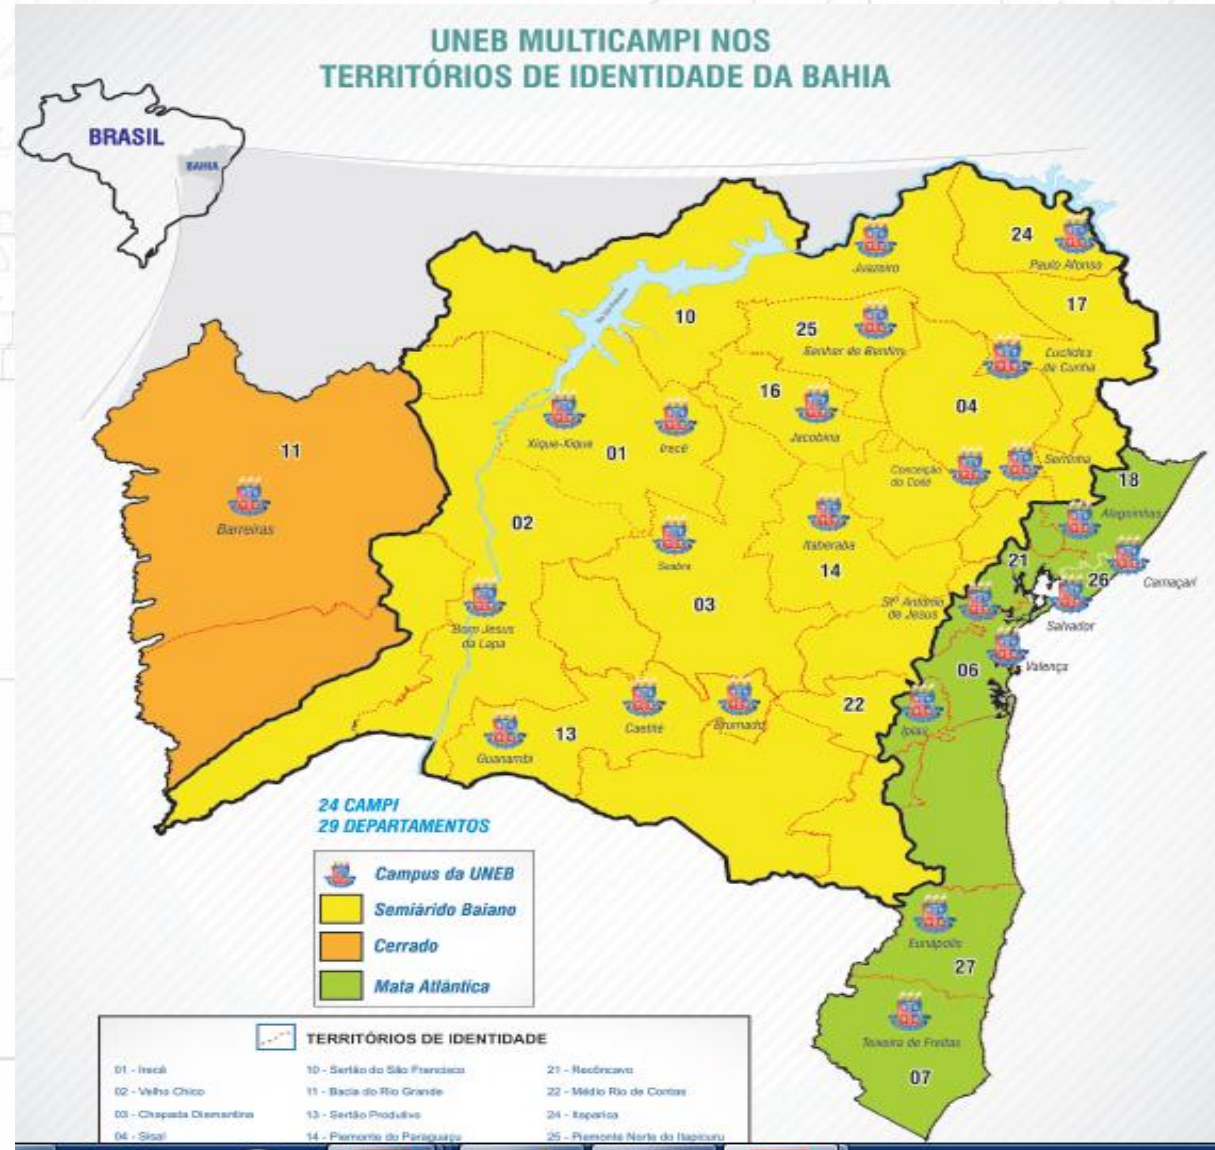 UNEB MULTICAMPI NOS
TERRITÓRIOS DE IDENTIDADE DA BAHIA
BRASIL
BAHIA
24
Juazeiro
Paulo Afonso
17
10
25
Senhor do Bonfim
Euclides
da Cunha
16
04
Xique-Xique
Irecê
Jacobina
01
11
Conceição
do Coité
Serrinha
18
Barreiras
02
Alagoinhas
Itaberaba
Seabra
21
14
26
Camaçari
03
Stº Antônio
de Jesus
Salvador
Bom Jesus
da Lapa
Valença
06
22
Caetité
Brumado
Ipiaú
13
Guanambi
24 CAMPI
29 DEPARTAMENTOS
Campus da UNEB
Semiárido Baiano
Cerrado
Mata Atlântica
Eunápolis
27
Teixeira de Freitas
07
TERRITÓRIOS DE IDENTIDADE
01 - Irecê
10 - Sertão do São Francisco
21 - Recôncavo
02 - Velho Chico
11 - Bacia do Rio Grande
22 - Médio Rio de Contas
03 - Chapada Diamantina
13 - Sertão Produtivo
24 - Itaparica
04 - Sisal
14 - Piemonte do Paraguaçu
25 - Piemonte Norte do Itapicuru